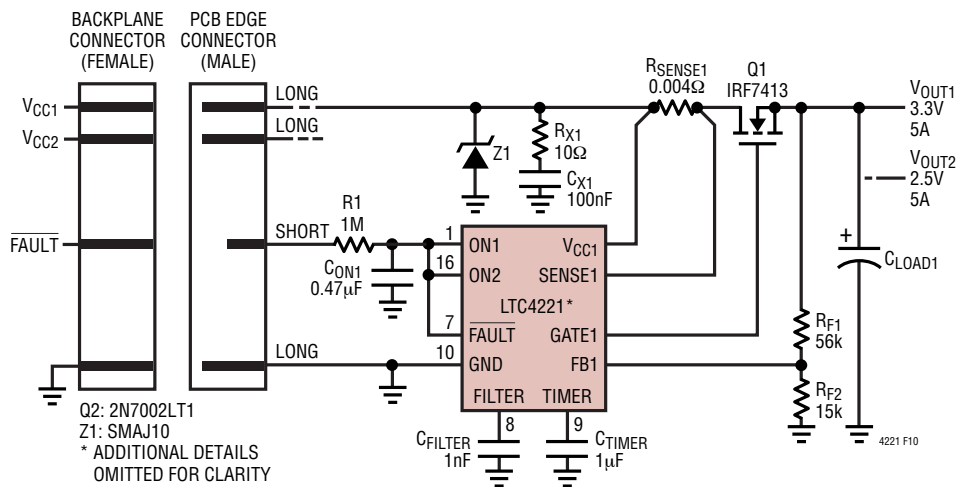 BACKPLANE
CONNECTOR
(FEMALE)
PCB EDGE
CONNECTOR
(MALE)
VCC1
VCC2
FAULT
LONG
LONG
SHORT
LONG
R1
1M
CON1
0.47µF
Z1
RX1
10Ω
CX1
100nF
RSENSE1
0.004Ω
Q1
IRF7413
VOUT1
3.3V
5A
VOUT2
2.5V
5A
+
CLOAD1
1
16
7
10
ON1
ON2
FAULT
GND
VCC1
SENSE1
LTC4221*
GATE1
FB1
FILTER
TIMER
8
9
CFILTER
1nF
CTIMER
1µF
RF1
56k
RF2
15k
Q2: 2N7002LT1
Z1: SMAJ10
* ADDITIONAL DETAILS
OMITTED FOR CLARITY
4221 F10